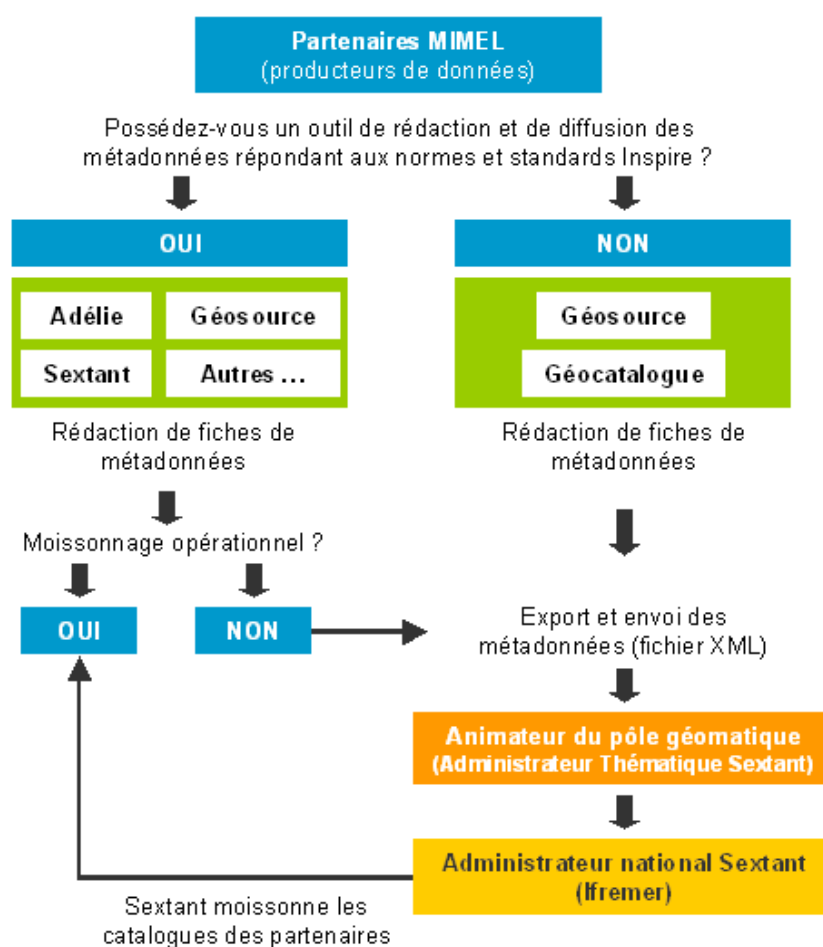 Partenaires MIMEL
(producteurs de données)
Possédez-vous un outil de rédaction et de diffusion des
métadonnées répondant aux normes et standards Inspire ?
OUI
NON
Adélie
Géosource
Sextant
Autres ...
Géosource
Géocatalogue
Rédaction de fiches de
métadonnées
Rédaction de fiches de
métadonnées
Moissonnage opérationnel ?
OUI
NON
Export et envoi des
métadonnées (fichier XML)
Animateur du pôle géomatique
(Administrateur Thématique Sextant)
Administrateur national Sextant
(Ifremer)
Sextant moissonne les
catalogues des partenaires